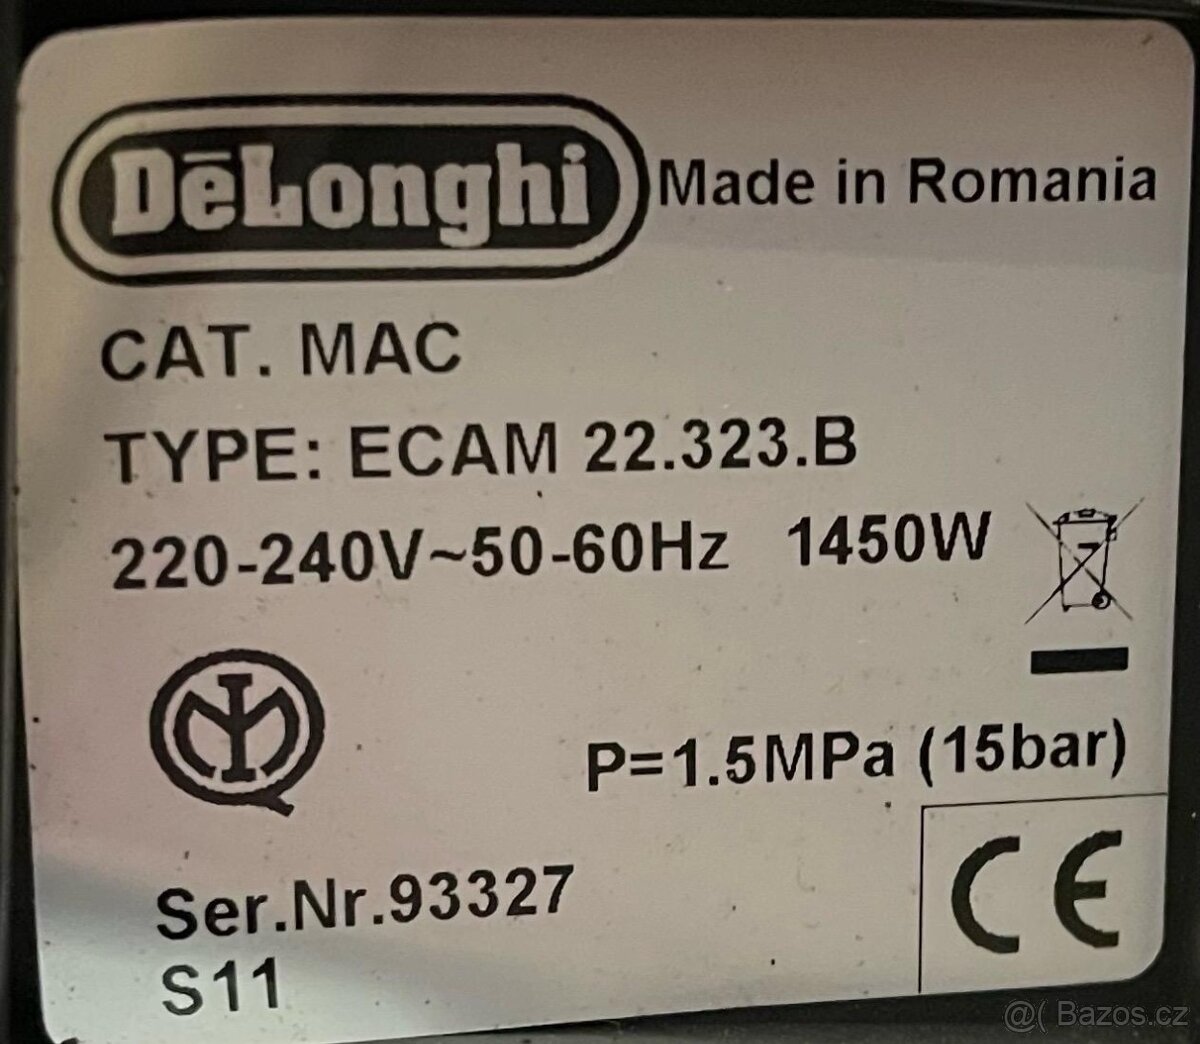 DēLonghi Made in Romania
CAT. MAC
TYPE: ECAM 22.323.B
220-240V~50-60Hz 1450W
IMQ
P=1.5MPa (15bar)
Ser.Nr.93327
S11
CE
@( Bazos.cz